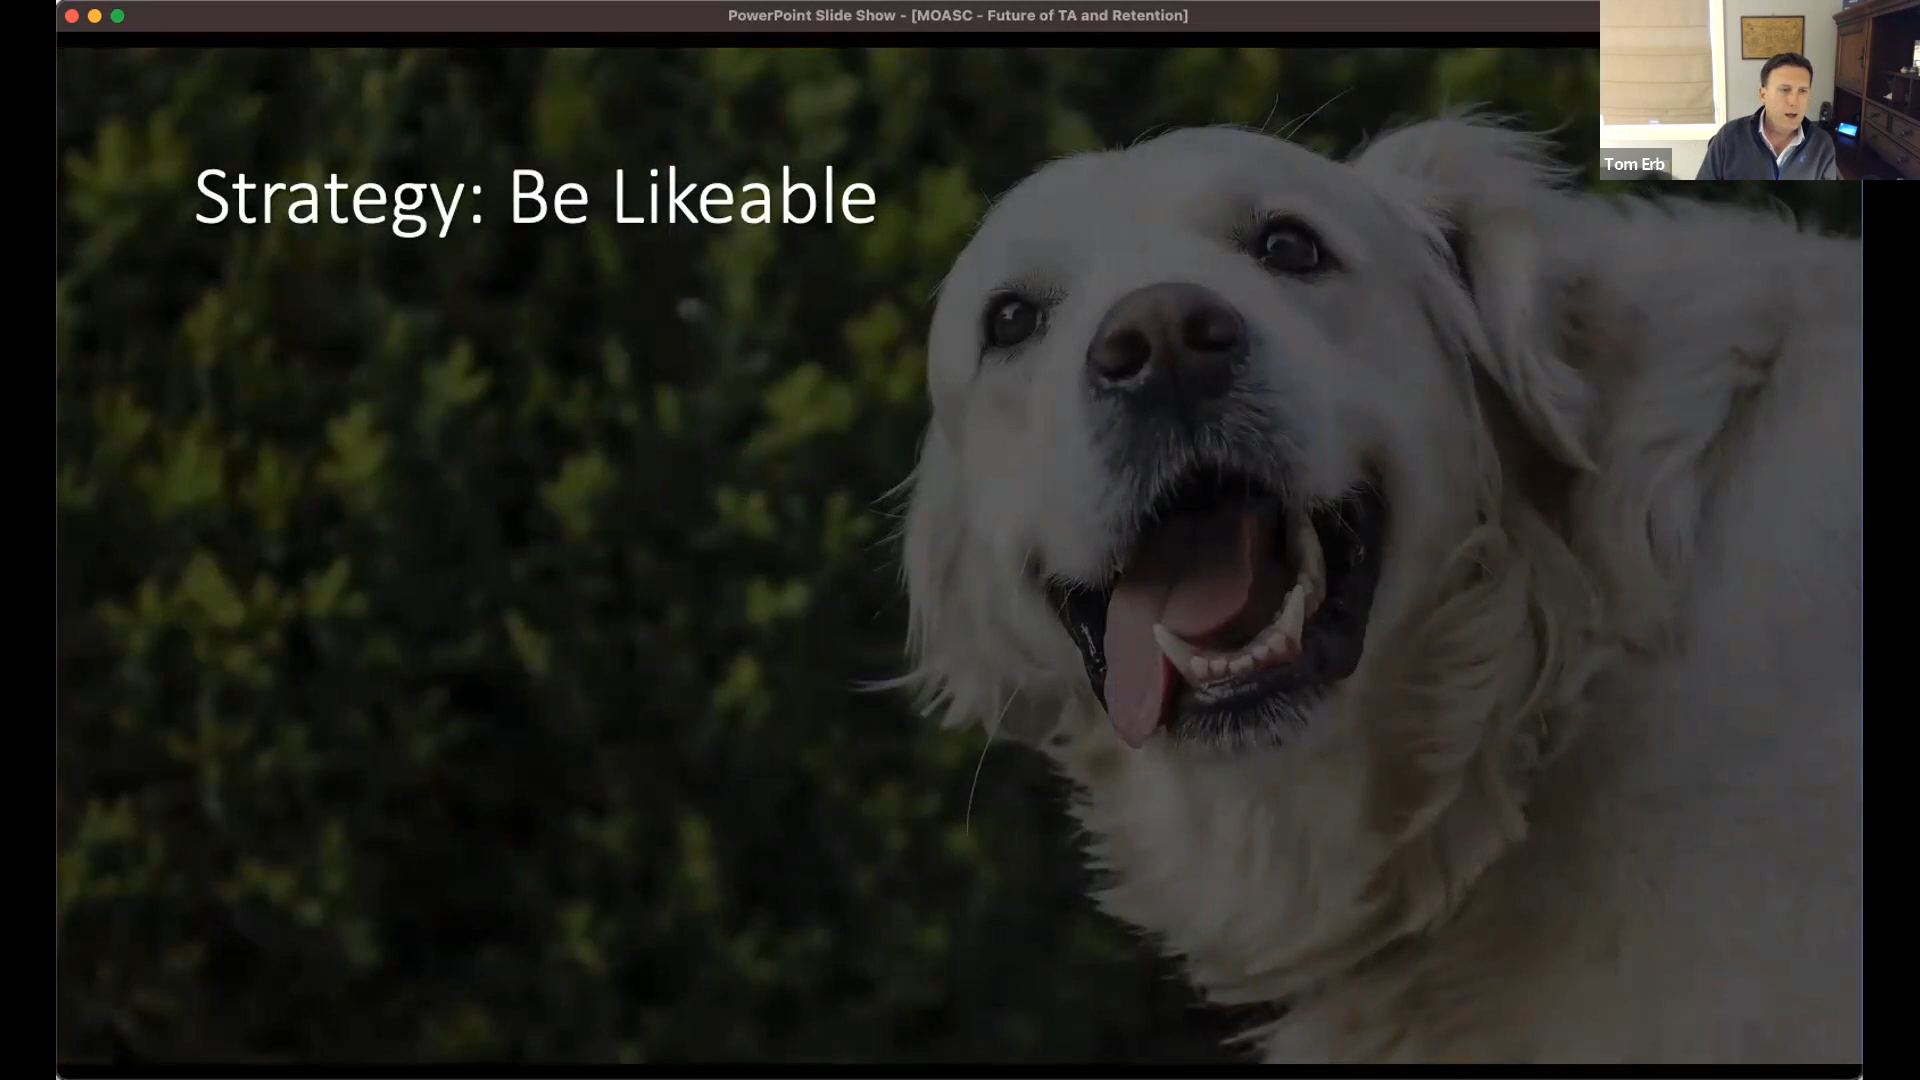 PowerPoint Slide Show - [MOASC - Future of TA and Retention]
Strategy: Be Likeable
Tom Erb